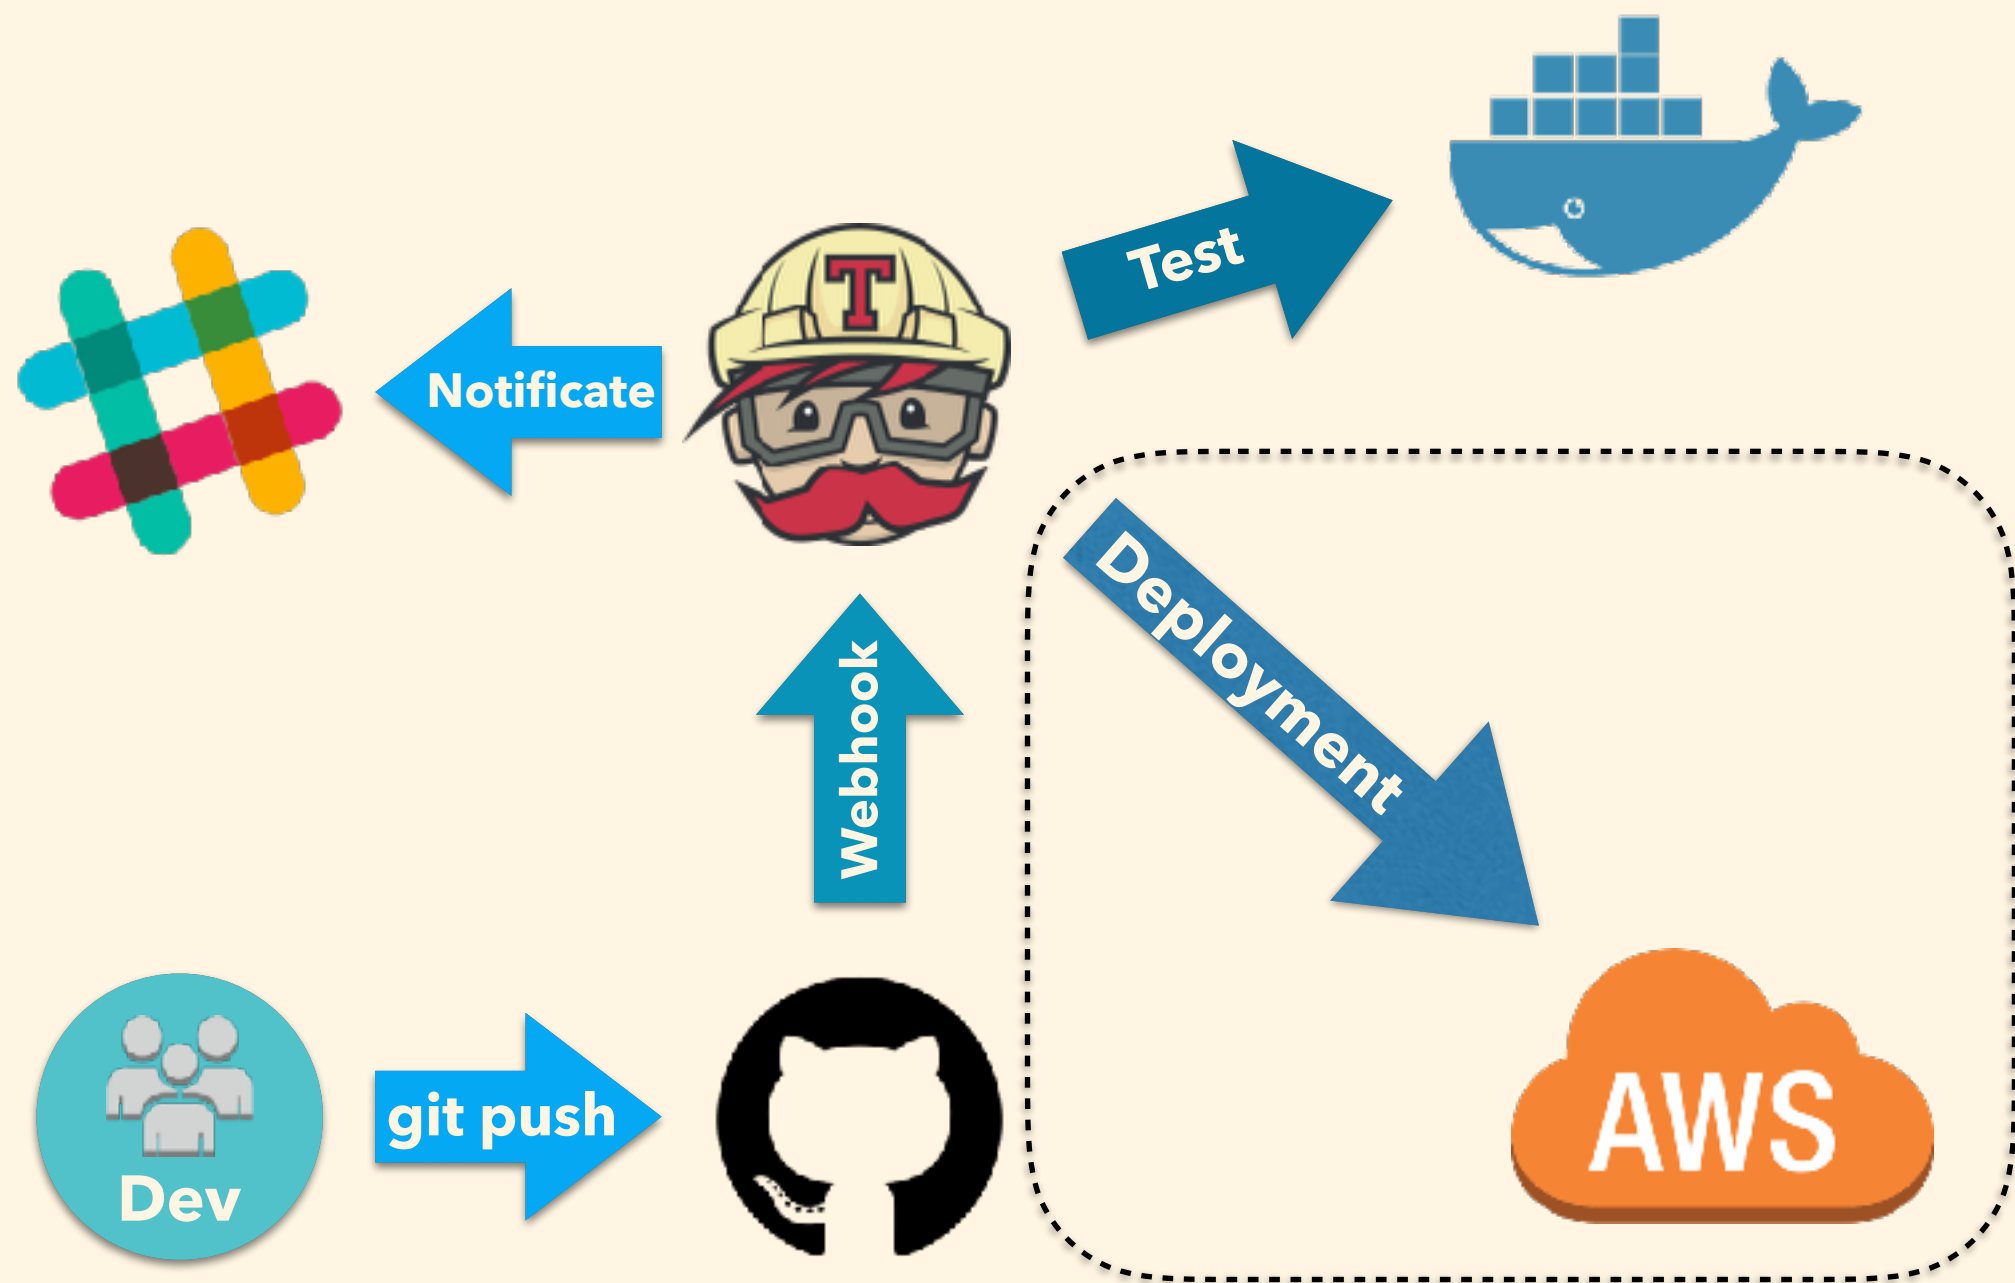 T
Test
Notificate
Deployment
Webhook
Dev
git push
AWS